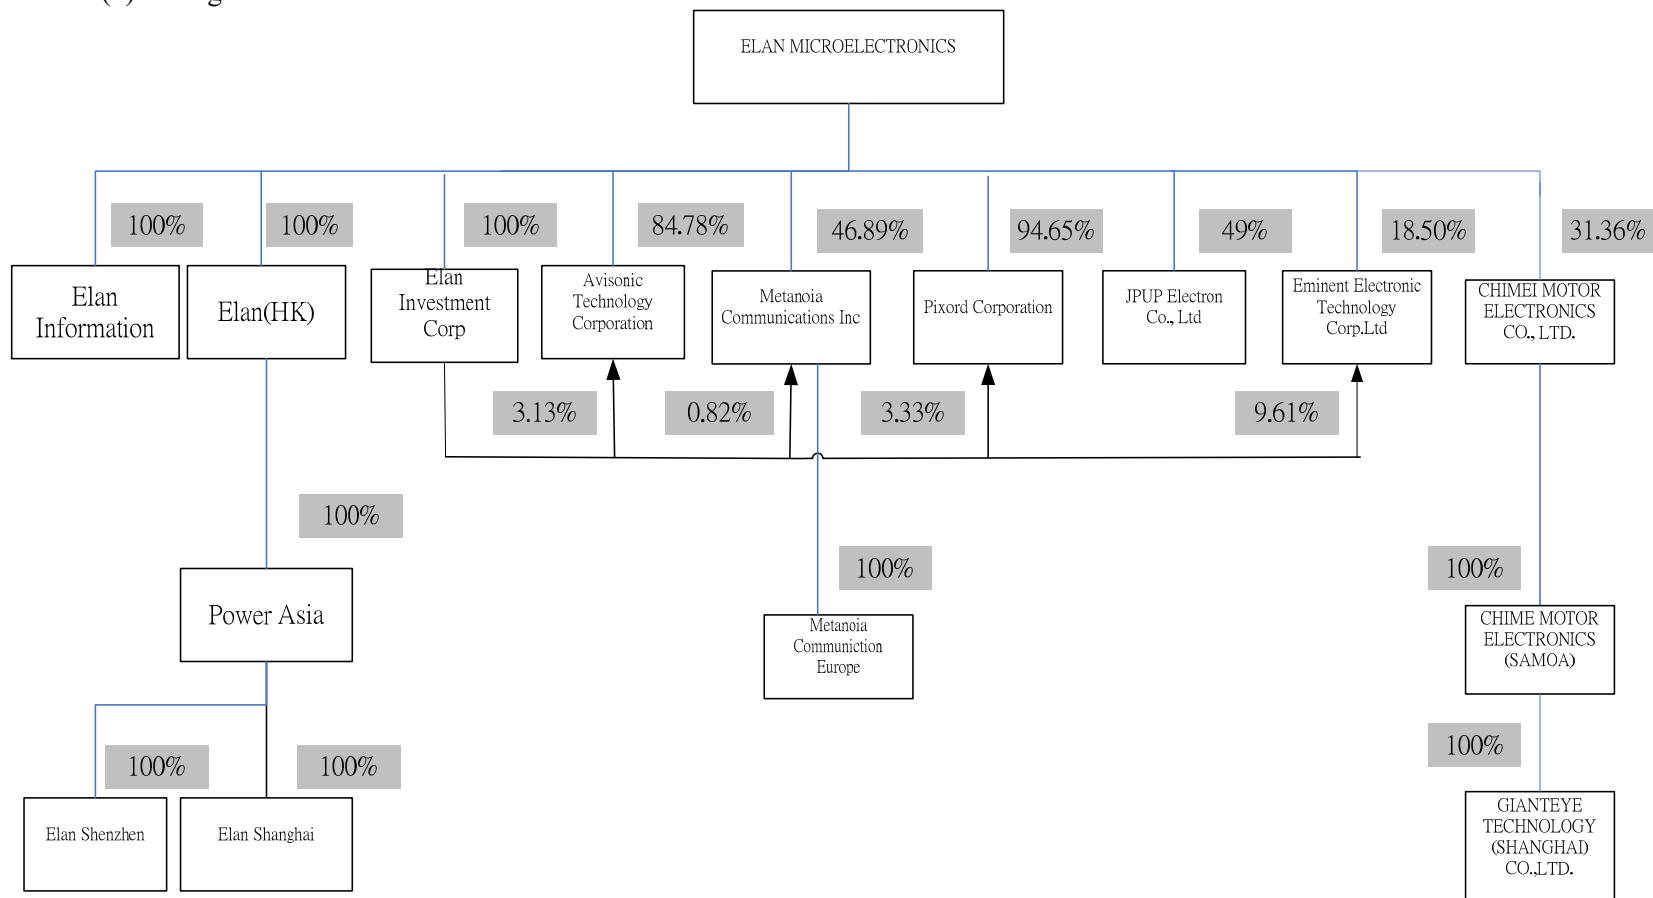 ELAN MICROELECTRONICS
100%
100%
100%
84.78%
46.89%
94.65%
49%
18.50%
31.36%
Elan
Information
Elan(HK)
Elan
Investment
Corp
Avisonic
Technology
Corporation
Metanoia
Communications Inc
Pixord Corporation
JPUP Electron
Co., Ltd
Eminent Electronic
Technology
Corp.Ltd
CHIMEI MOTOR
ELECTRONICS
CO., LTD.
3.13%
0.82%
3.33%
9.61%
100%
100%
100%
Power Asia
Metanoia
Communiction
Europe
CHIME MOTOR
ELECTRONICS
(SAMOA)
100%
100%
100%
Elan Shenzhen
Elan Shanghai
GIANTEYE
TECHNOLOGY
(SHANGHAI)
CO.,LTD.